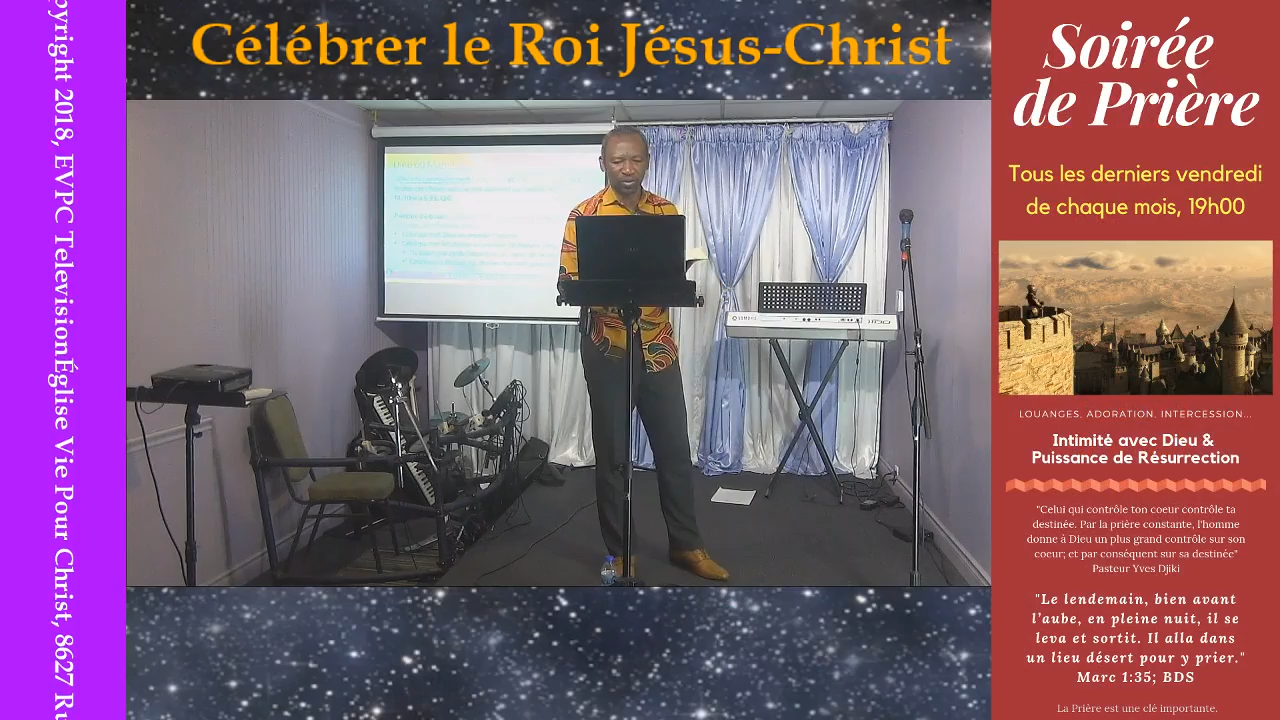 Célébrer le Roi Jésus-Christ
pyright 2018, EVPC TelevisionÉglise Vie Pour Christ, 8627 Ru
Soirée
de Prière
Tous les derniers vendredi
de chaque mois, 19h00
LOUANGES, ADORATION, INTERCESSION...
Intimité avec Dieu &
Puissance de Résurrection
"Celui qui contrôle ton coeur contrôle ta
destinée. Par la prière constante, l'homme
donne à Dieu un plus grand contrôle sur son
coeur; et par conséquent sur sa destinée"
Pasteur Yves Djiki
"Le lendemain, bien avant
l'aube, en pleine nuit, il se
leva et sortit. Il alla dans
un lieu désert pour y prier."
Marc 1:35; BDS
La Prière est une clé importante.